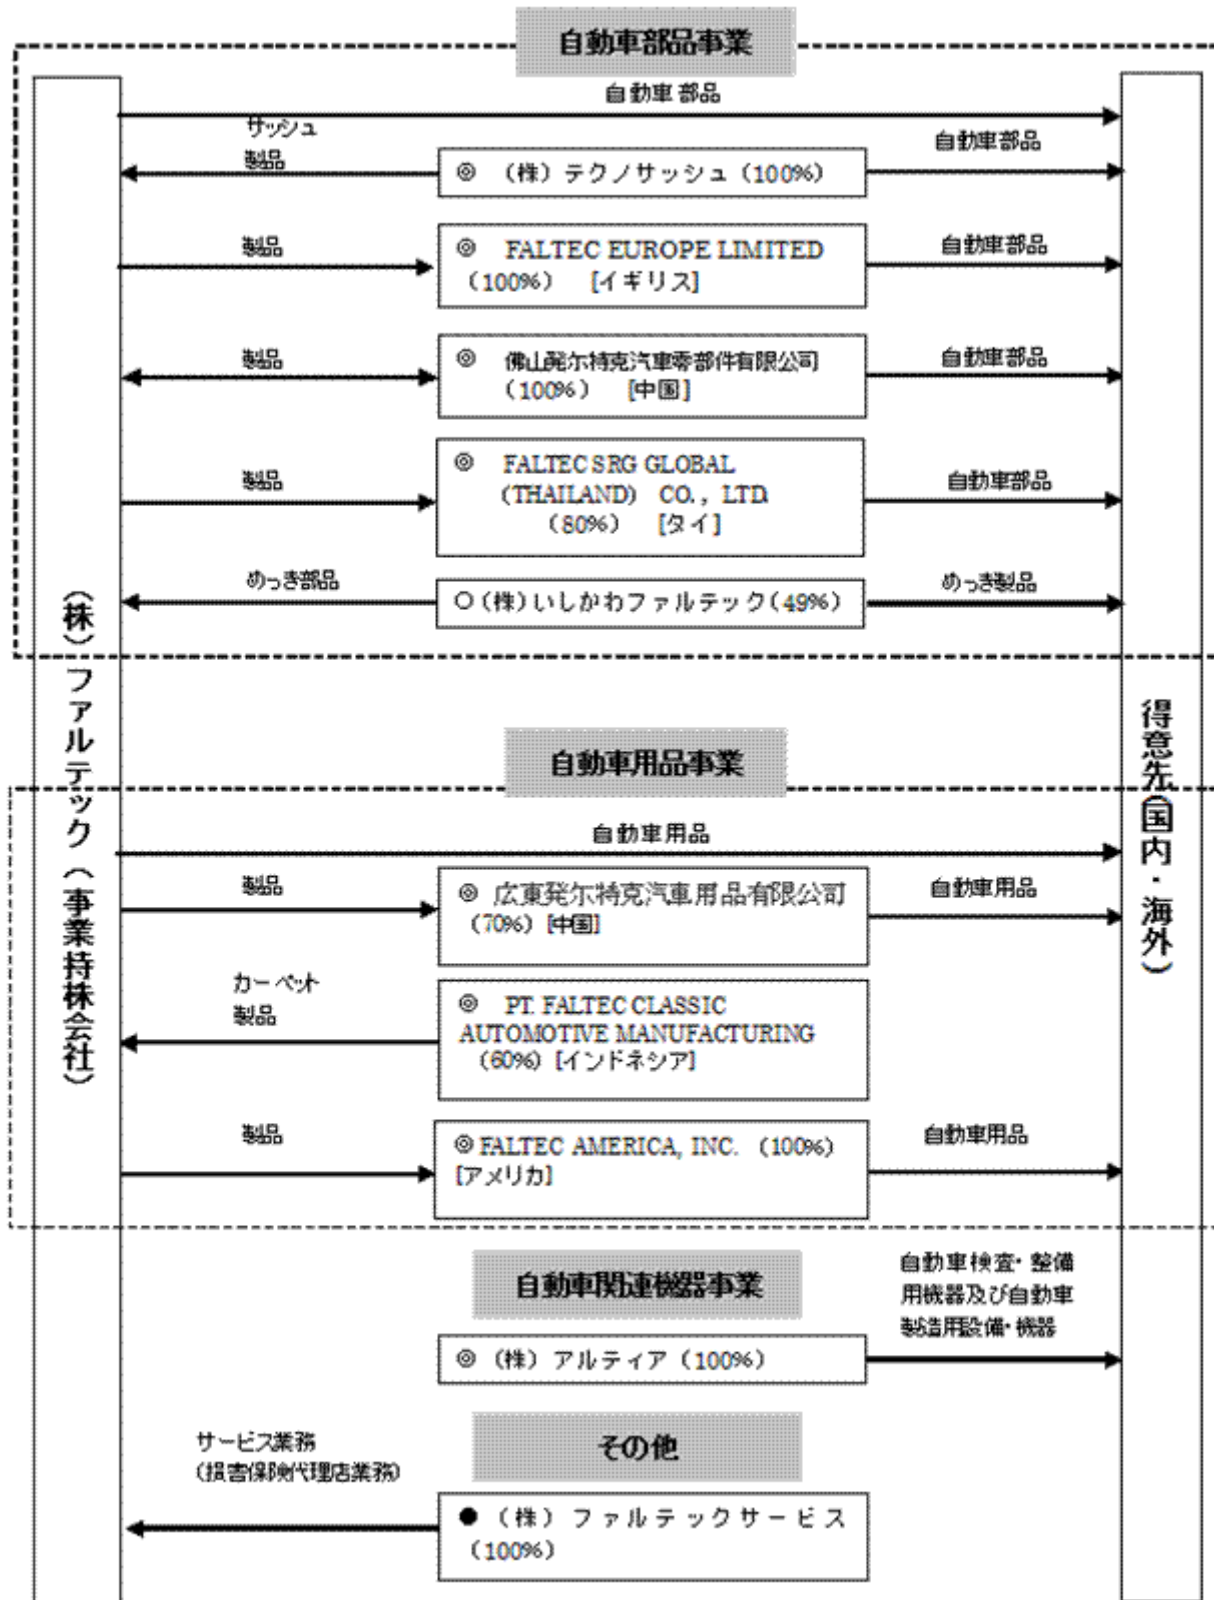 自動車部品事業
自動車部品
サッシュ
製品
◎ (株) テクノサッシュ (100%)
自動車部品
製品
◎ FALTEC EUROPE LIMITED
(100%) [イギリス]
自動車部品
製品
◎ 佛山発尓特克汽車零部件有限公司
(100%) [中国]
自動車部品
製品
◎ FALTEC SRG GLOBAL
(THAILAND) CO., LTD.
(80%) [タイ]
自動車部品
めっき部品
○(株)いしかわファルテック(49%)
めっき製品
(株)ファルテック(事業持株会社)
得意先(国内・海外)
自動車用品事業
自動車用品
製品
◎ 広東発尓特克汽車用品有限公司
(70%) [中国]
自動車用品
カーペット
製品
◎ PT. FALTEC CLASSIC
AUTOMOTIVE MANUFACTURING
(60%) [インドネシア]
製品
◎ FALTEC AMERICA, INC. (100%)
[アメリカ]
自動車用品
自動車関連機器事業
自動車検査・整備
用機器及び自動車
製造用設備・機器
◎ (株) アルティア (100%)
その他
サービス業務
(損害保険代理店業務)
● (株) ファルテックサービス
(100%)